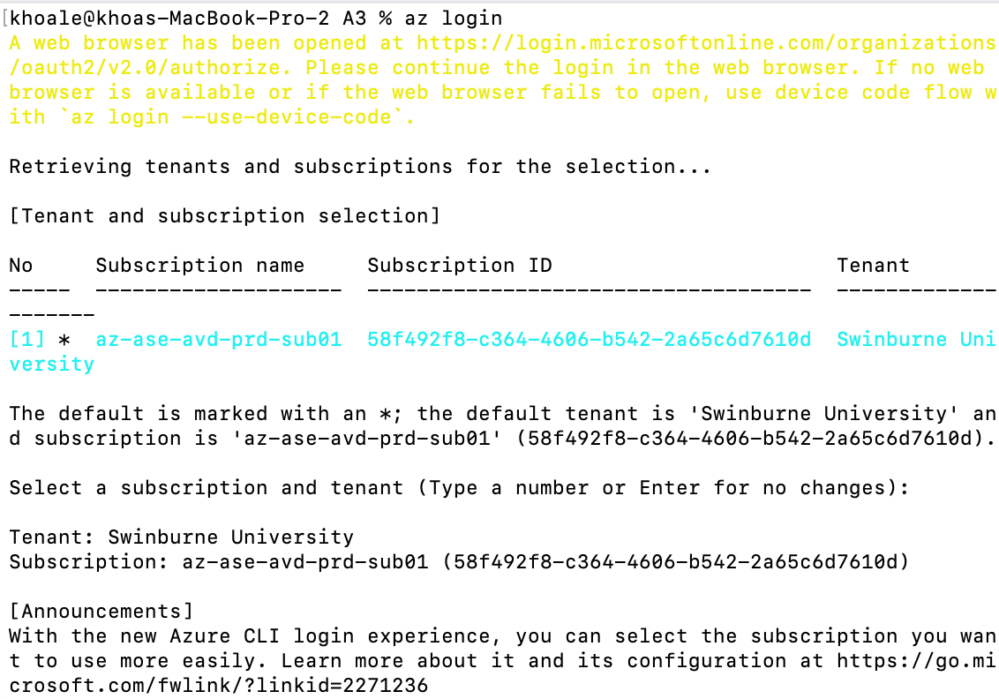 [khoale@khoas-MacBook-Pro-2 A3 % az login
A web browser has been opened at https://login.microsoftonline.com/organizations
/oauth2/v2.0/authorize. Please continue the login in the web browser. If no web
browser is available or if the web browser fails to open, use device code flow w
ith `az login --use-device-code`.
Retrieving tenants and subscriptions for the selection...
[Tenant and subscription selection]
No     Subscription name     Subscription ID                       Tenant
-----  --------------------  ------------------------------------  -------------
-------
[1] *  az-ase-avd-prd-sub01  58f492f8-c364-4606-b542-2a65c6d7610d  Swinburne Uni
versity
The default is marked with an *; the default tenant is 'Swinburne University' an
d subscription is 'az-ase-avd-prd-sub01' (58f492f8-c364-4606-b542-2a65c6d7610d).
Select a subscription and tenant (Type a number or Enter for no changes):
Tenant: Swinburne University
Subscription: az-ase-avd-prd-sub01 (58f492f8-c364-4606-b542-2a65c6d7610d)
[Announcements]
With the new Azure CLI login experience, you can select the subscription you wan
t to use more easily. Learn more about it and its configuration at https://go.mi
crosoft.com/fwlink/?linkid=2271236